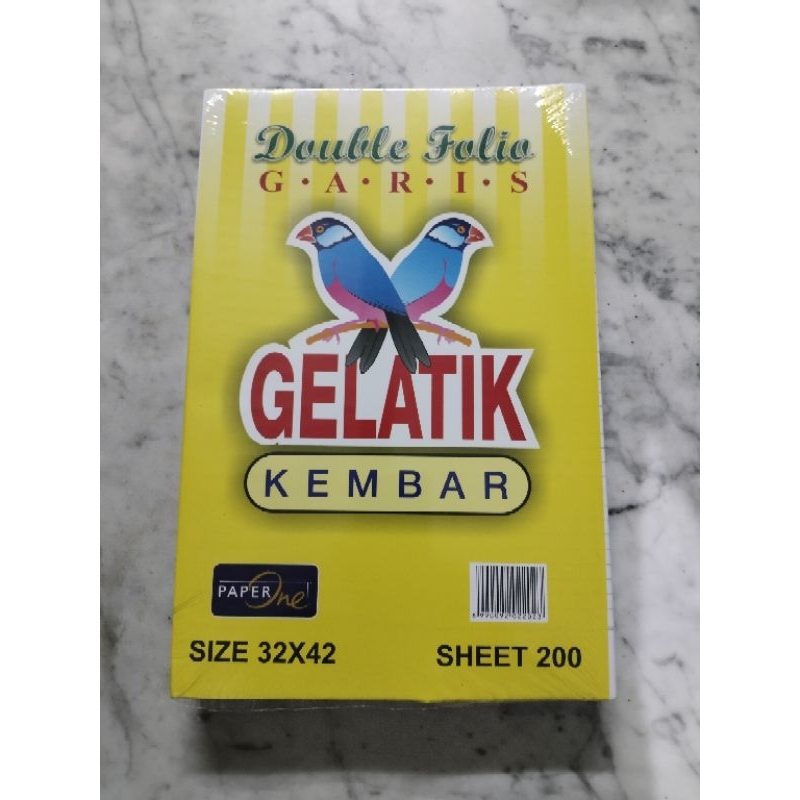 Double Folio
G·A·R·I·S
GELATIK
KEMBAR
PAPER One
SIZE 32X42
SHEET 200